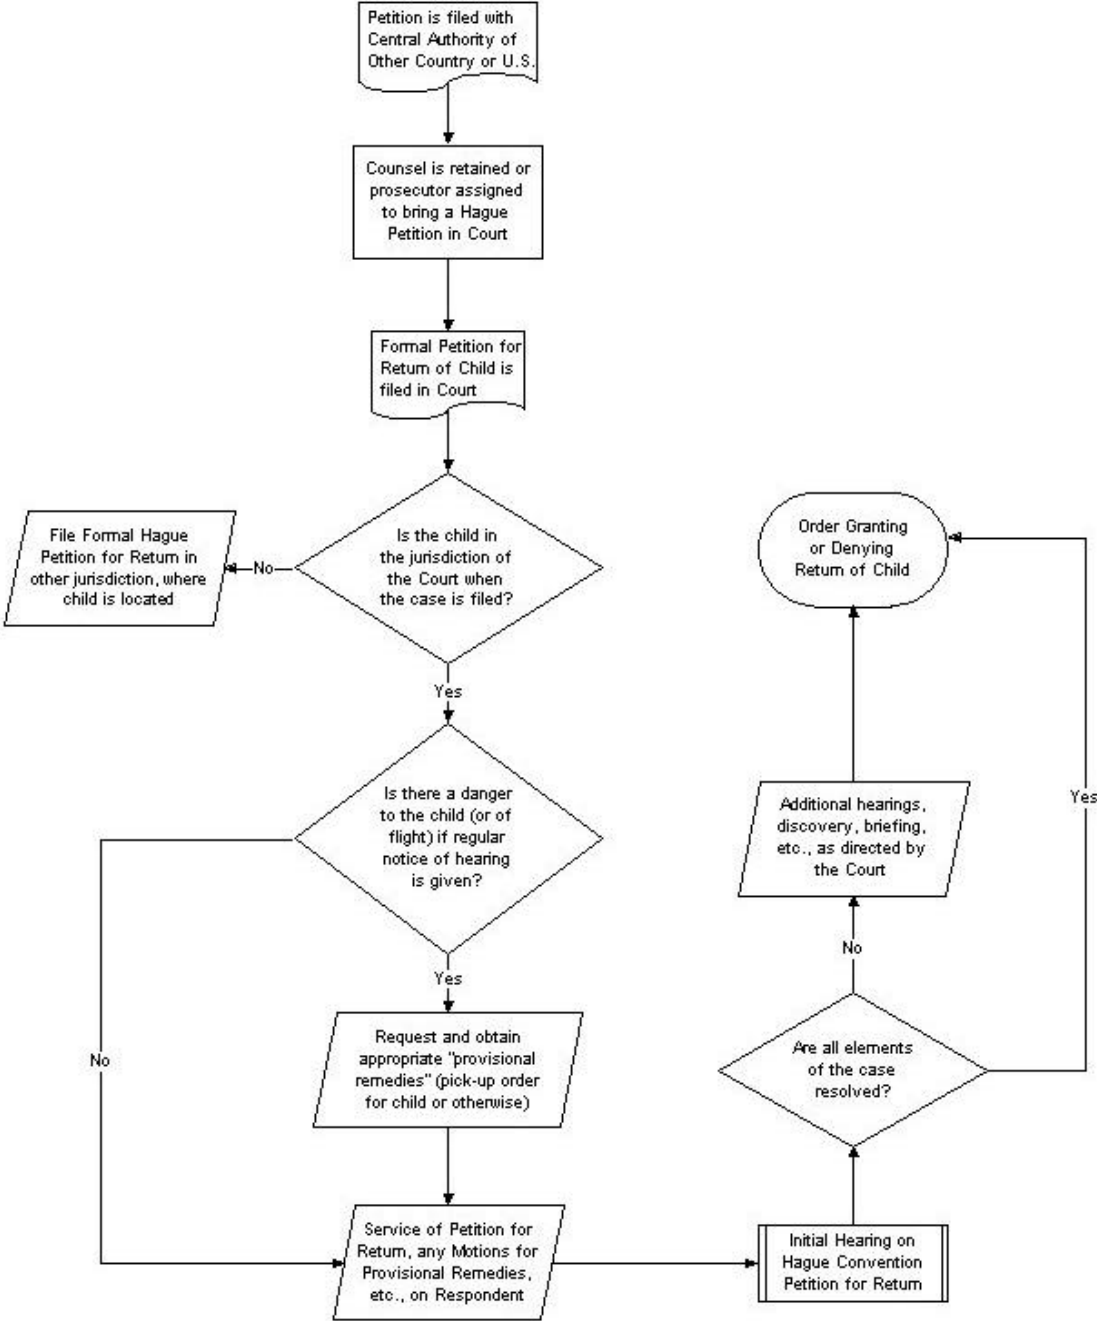 Petition is filed with
Central Authority of
Other Country or U.S.
Counsel is retained or
prosecutor assigned
to bring a Hague
Petition in Court
Formal Petition for
Return of Child is
filed in Court
Is the child in
the jurisdiction of
the Court when
the case is filed?
No
File Formal Hague
Petition for Return in
other jurisdiction, where
child is located
Yes
Is there a danger
to the child (or of
flight) if regular
notice of hearing
is given?
No
Yes
Request and obtain
appropriate "provisional
remedies" (pick-up order
for child or otherwise)
Service of Petition for
Return, any Motions for
Provisional Remedies,
etc., on Respondent
Initial Hearing on
Hague Convention
Petition for Return
Are all elements
of the case
resolved?
No
Yes
Additional hearings,
discovery, briefing,
etc., as directed by
the Court
Order Granting
or Denying
Return of Child